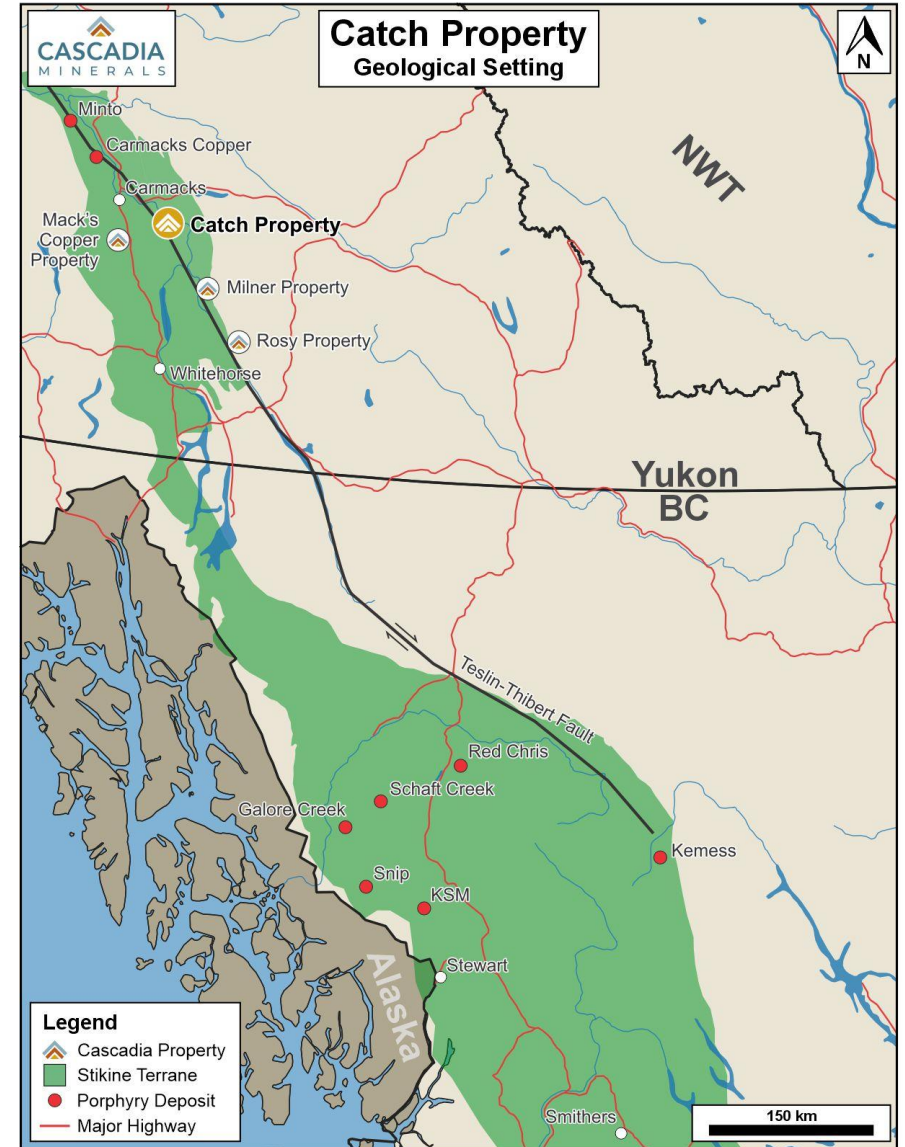 CASCADIA
MINERALS
Catch Property
Geological Setting
N
NWT
Minto
Carmacks Copper
Carmacks
Mack's
Copper
Property
Catch Property
Milner Property
Rosy Property
Whitehorse
Yukon
BC
Teslin-Thibert Fault
Red Chris
Schaft Creek
Galore Creek
Kemess
Snip
KSM
Stewart
Alaska
Smithers
Legend
Cascadia Property
Stikine Terrane
Porphyry Deposit
Major Highway
150 km